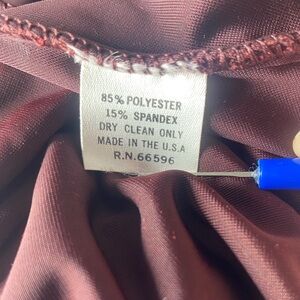 85% POLYESTER
15% SPANDEX
DRY CLEAN ONLY
MADE IN THE U.S.A
R.N.66596